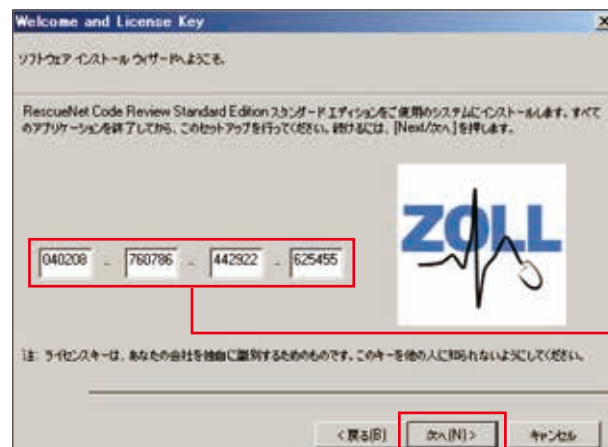 Welcome and License Key
ソフトウェア インストール ウィザードへようこそ。
RescueNet Code Review Standard Edition スタンダード エディションをご使用のシステムにインストールします。すべて
のアプリケーションを終了してから、このセットアップを行ってください。続けるには、[Next/次へ]を押します。
ZOLL
040208 - 760786 - 442922 - 625455
注: ライセンスキーは、あなたの会社を独自に識別するためのものです。このキーを他の人に知られないようにしてください。
< 戻る(B) 次へ(N) > キャンセル